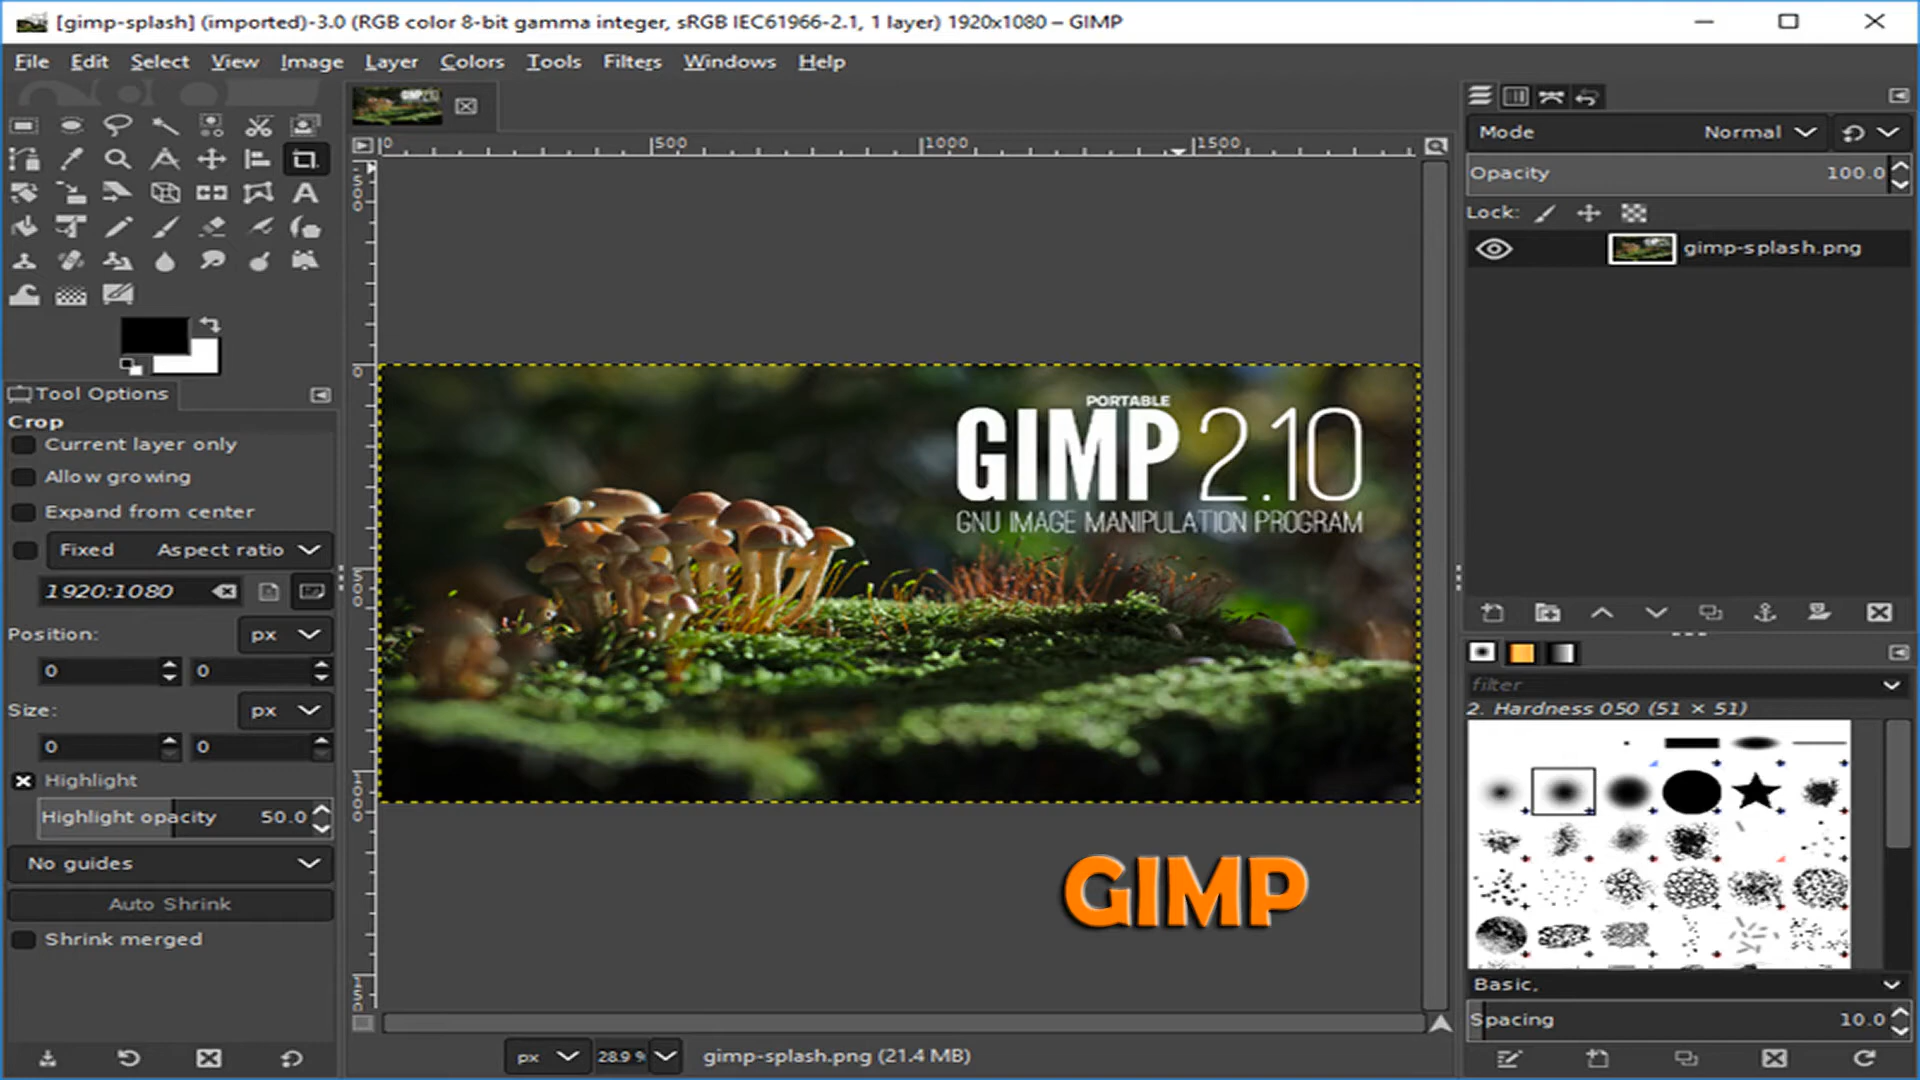 [gimp-splash] (imported)-3.0 (RGB color 8-bit gamma integer, sRGB IEC61966-2.1, 1 layer) 1920x1080 – GIMP
File Edit Select View Image Layer Colors Tools Filters Windows Help
0 500 1000 1500
Mode Normal
Opacity 100.0
Lock:
gimp-splash.png
Tool Options
Crop
Current layer only
Allow growing
Expand from center
Fixed Aspect ratio
1920:1080
Position: px
0 0
Size: px
0 0
Highlight
Highlight opacity 50.0
No guides
Auto Shrink
Shrink merged
PORTABLE
GIMP 2.10
GNU IMAGE MANIPULATION PROGRAM
GIMP
filter
2. Hardness 050 (51 × 51)
Basic,
Spacing 10.0
px 28.9 % gimp-splash.png (21.4 MB)